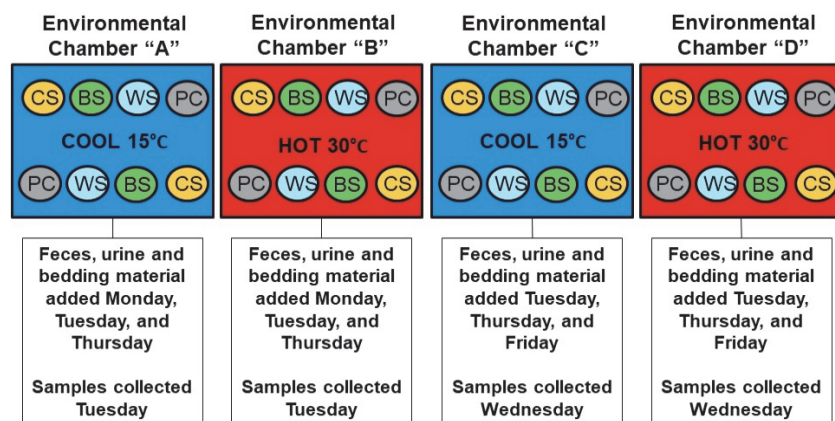 Environmental
Chamber “A”
Environmental
Chamber “B”
Environmental
Chamber “C”
Environmental
Chamber “D”
CS BS WS PC
COOL 15°C
PC WS BS CS
CS BS WS PC
HOT 30°C
PC WS BS CS
CS BS WS PC
COOL 15°C
PC WS BS CS
CS BS WS PC
HOT 30°C
PC WS BS CS
Feces, urine and
bedding material
added Monday,
Tuesday, and
Thursday
Samples collected
Tuesday
Feces, urine and
bedding material
added Monday,
Tuesday, and
Thursday
Samples collected
Tuesday
Feces, urine and
bedding material
added Tuesday,
Thursday, and
Friday
Samples collected
Wednesday
Feces, urine and
bedding material
added Tuesday,
Thursday, and
Friday
Samples collected
Wednesday